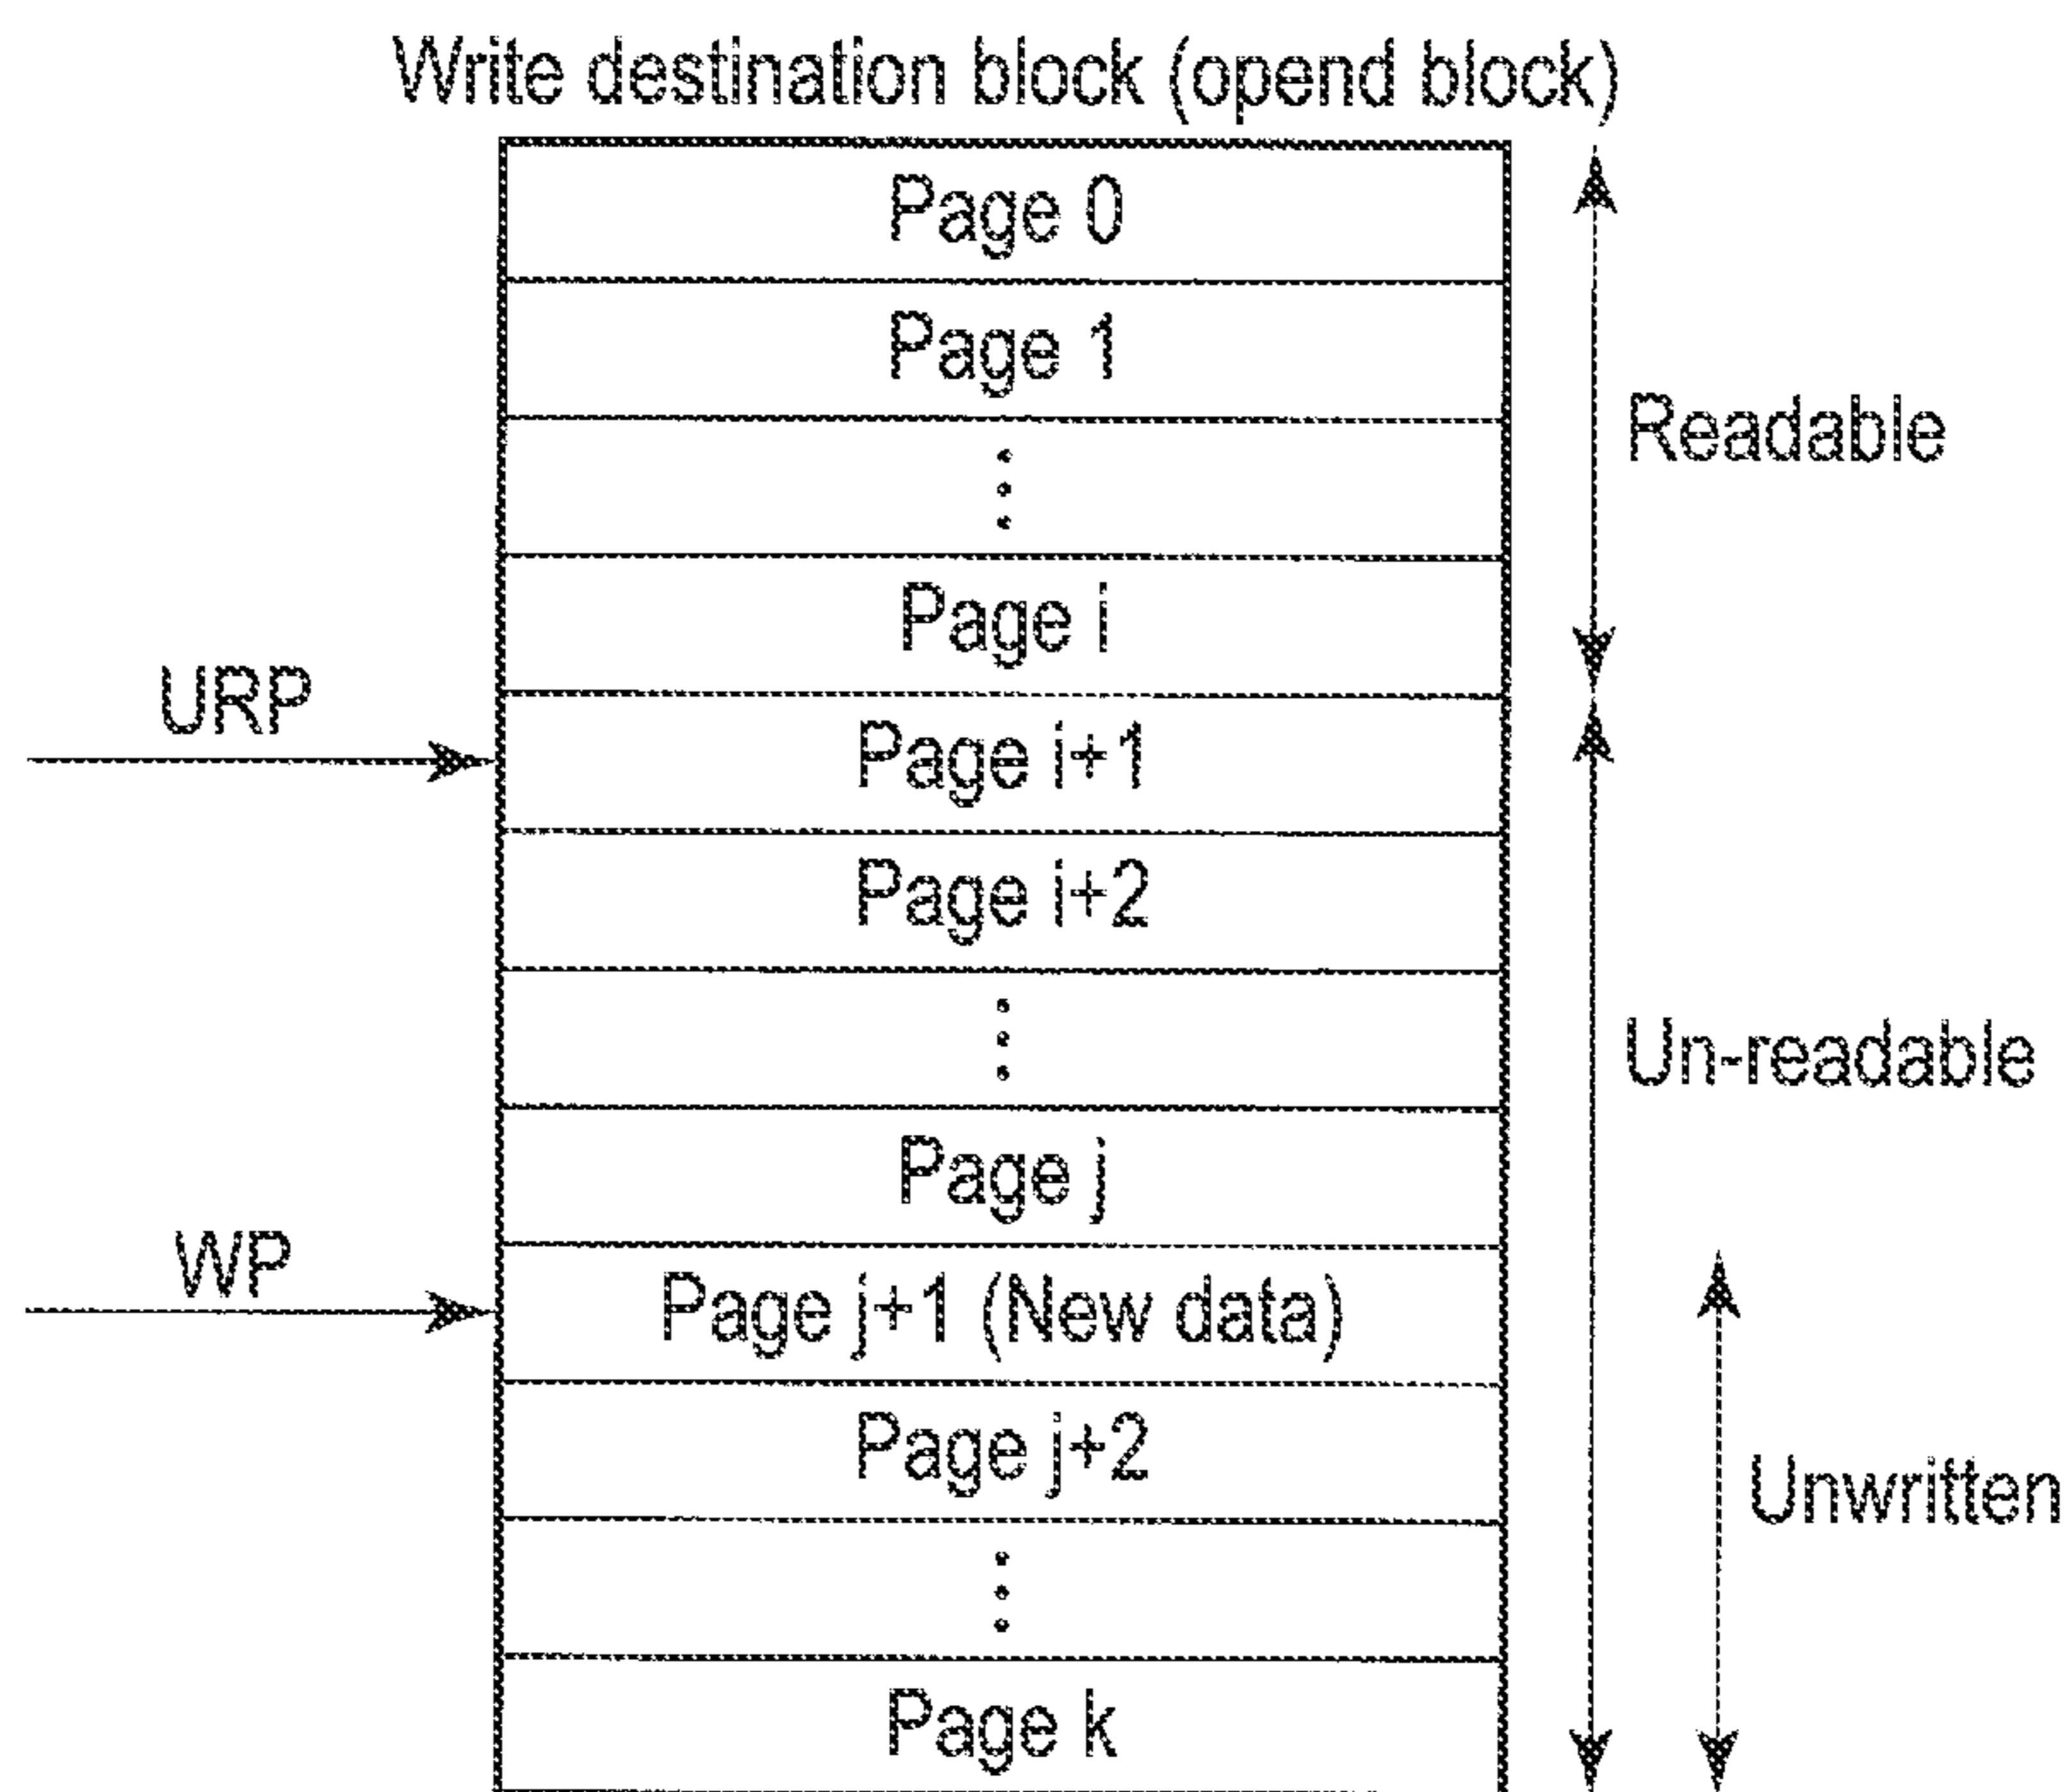 Write destination block (opend block)
Page 0
Page 1
Readable
Page i
URP
Page i+1
Page i+2
Un-readable
Page j
WP
Page j+1 (New data)
Page j+2
Unwritten
Page k